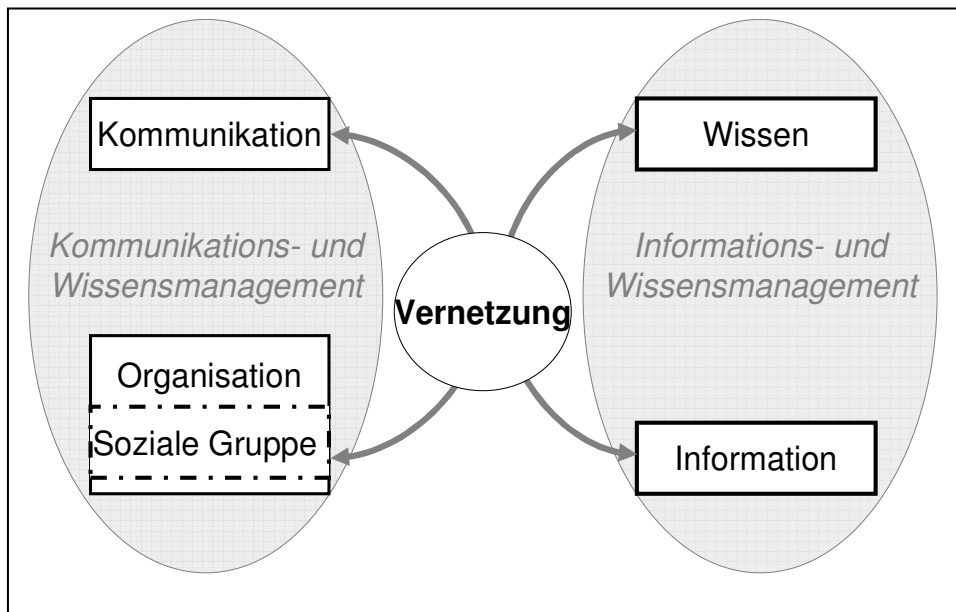 Kommunikation
Kommunikations- und
Wissensmanagement
Organisation
Soziale Gruppe
Vernetzung
Wissen
Informations- und
Wissensmanagement
Information